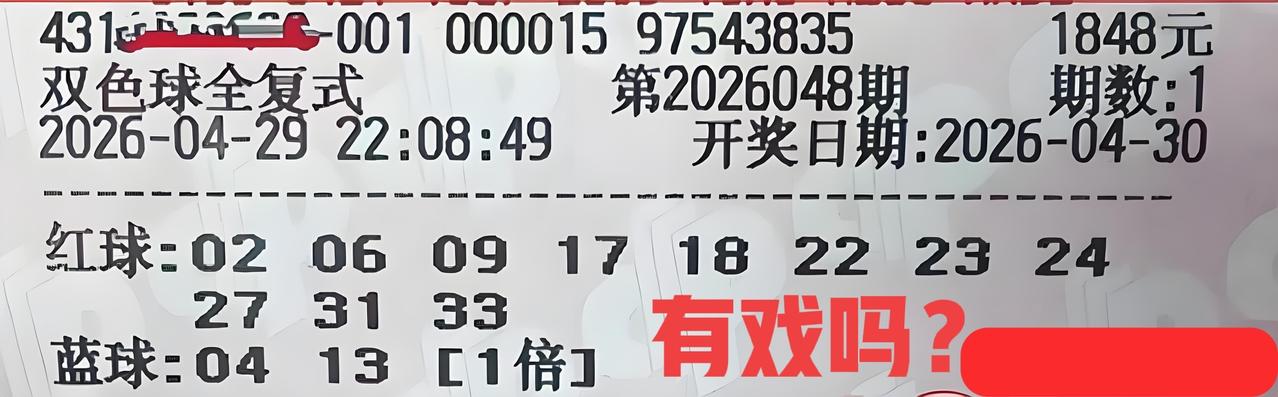 431 -001 000015 97543835 1848元
双色球全复式 第2026048期 期数:1
2026-04-29 22:08:49 开奖日期:2026-04-30
红球:02 06 09 17 18 22 23 24
27 31 33
蓝球:04 13 [1倍]
有戏吗?